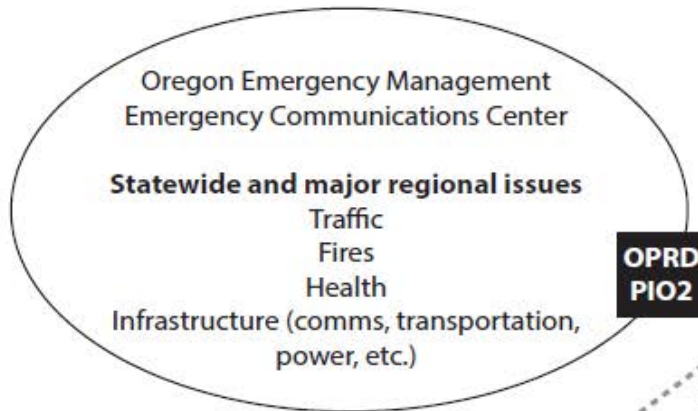 Oregon Emergency Management
Emergency Communications Center
Statewide and major regional issues
Traffic
Fires
Health
Infrastructure (comms, transportation,
power, etc.)
OPRD
PIO2